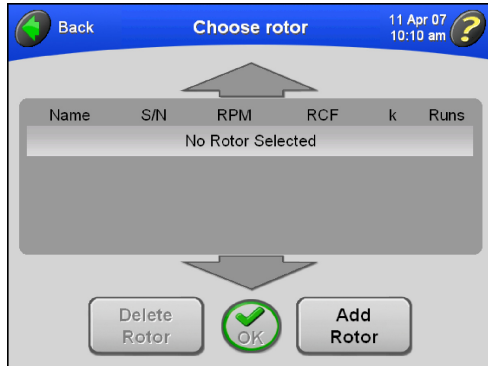 Back
Choose rotor
11 Apr 07
10:10 am
?
Name S/N RPM RCF k Runs
No Rotor Selected
Delete
Rotor
OK
Add
Rotor